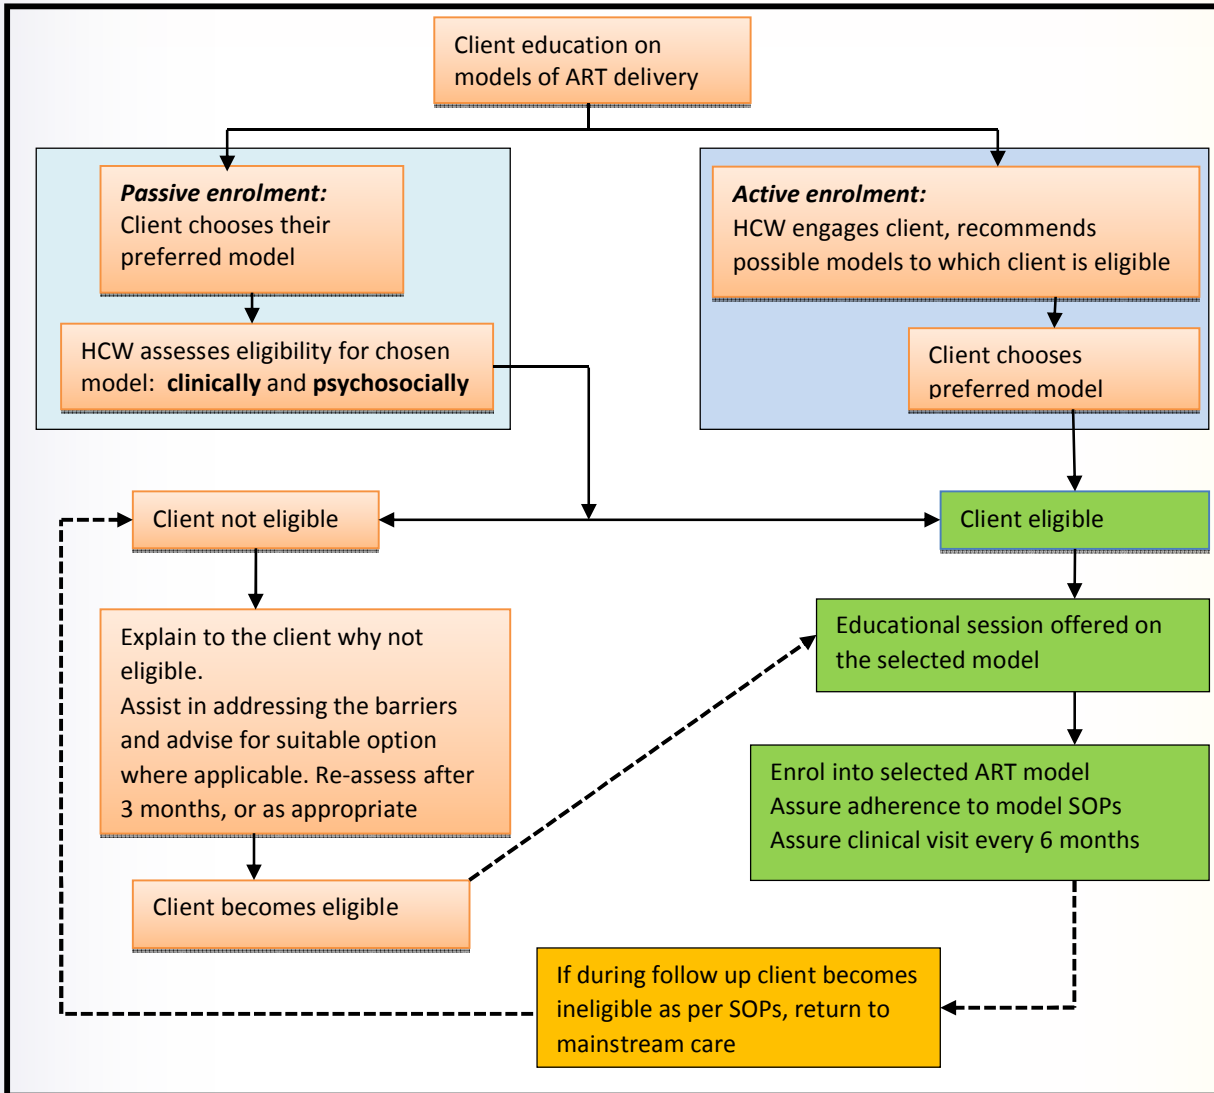 Client education on
models of ART delivery
Passive enrolment:
Client chooses their
preferred model
Active enrolment:
HCW engages client, recommends
possible models to which client is eligible
HCW assesses eligibility for chosen
model: clinically and psychosocially
Client chooses
preferred model
Client not eligible
Client eligible
Explain to the client why not
eligible.
Assist in addressing the barriers
and advise for suitable option
where applicable. Re-assess after
3 months, or as appropriate
Educational session offered on
the selected model
Enrol into selected ART model
Assure adherence to model SOPs
Assure clinical visit every 6 months
Client becomes eligible
If during follow up client becomes
ineligible as per SOPs, return to
mainstream care